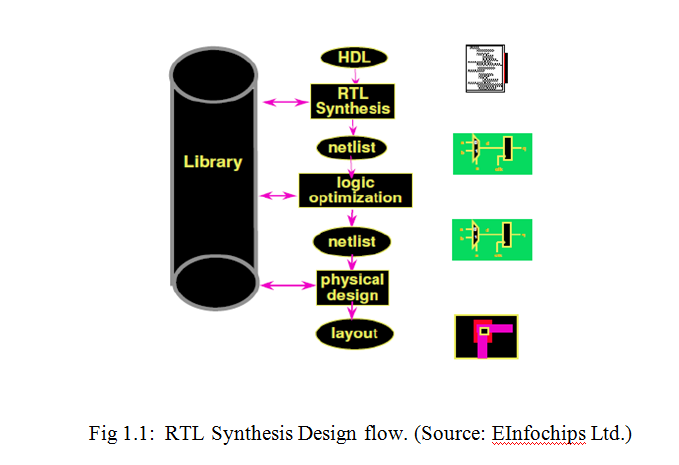 HDL
RTL
Synthesis
netlist
Library
logic
optimization
netlist
physical
design
layout
Fig 1.1: RTL Synthesis Design flow. (Source: EInfochips Ltd.)